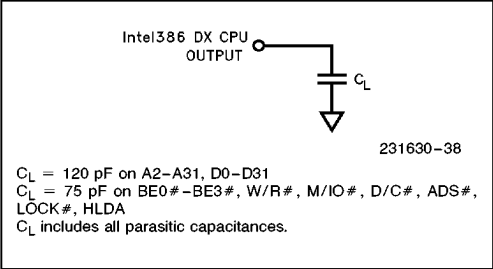 Intel386 DX CPU
OUTPUT
CL
231630-38
CL = 120 pF on A2-A31, D0-D31
CL = 75 pF on BE0#-BE3#, W/R#, M/IO#, D/C#, ADS#,
LOCK#, HLDA
CL includes all parasitic capacitances.